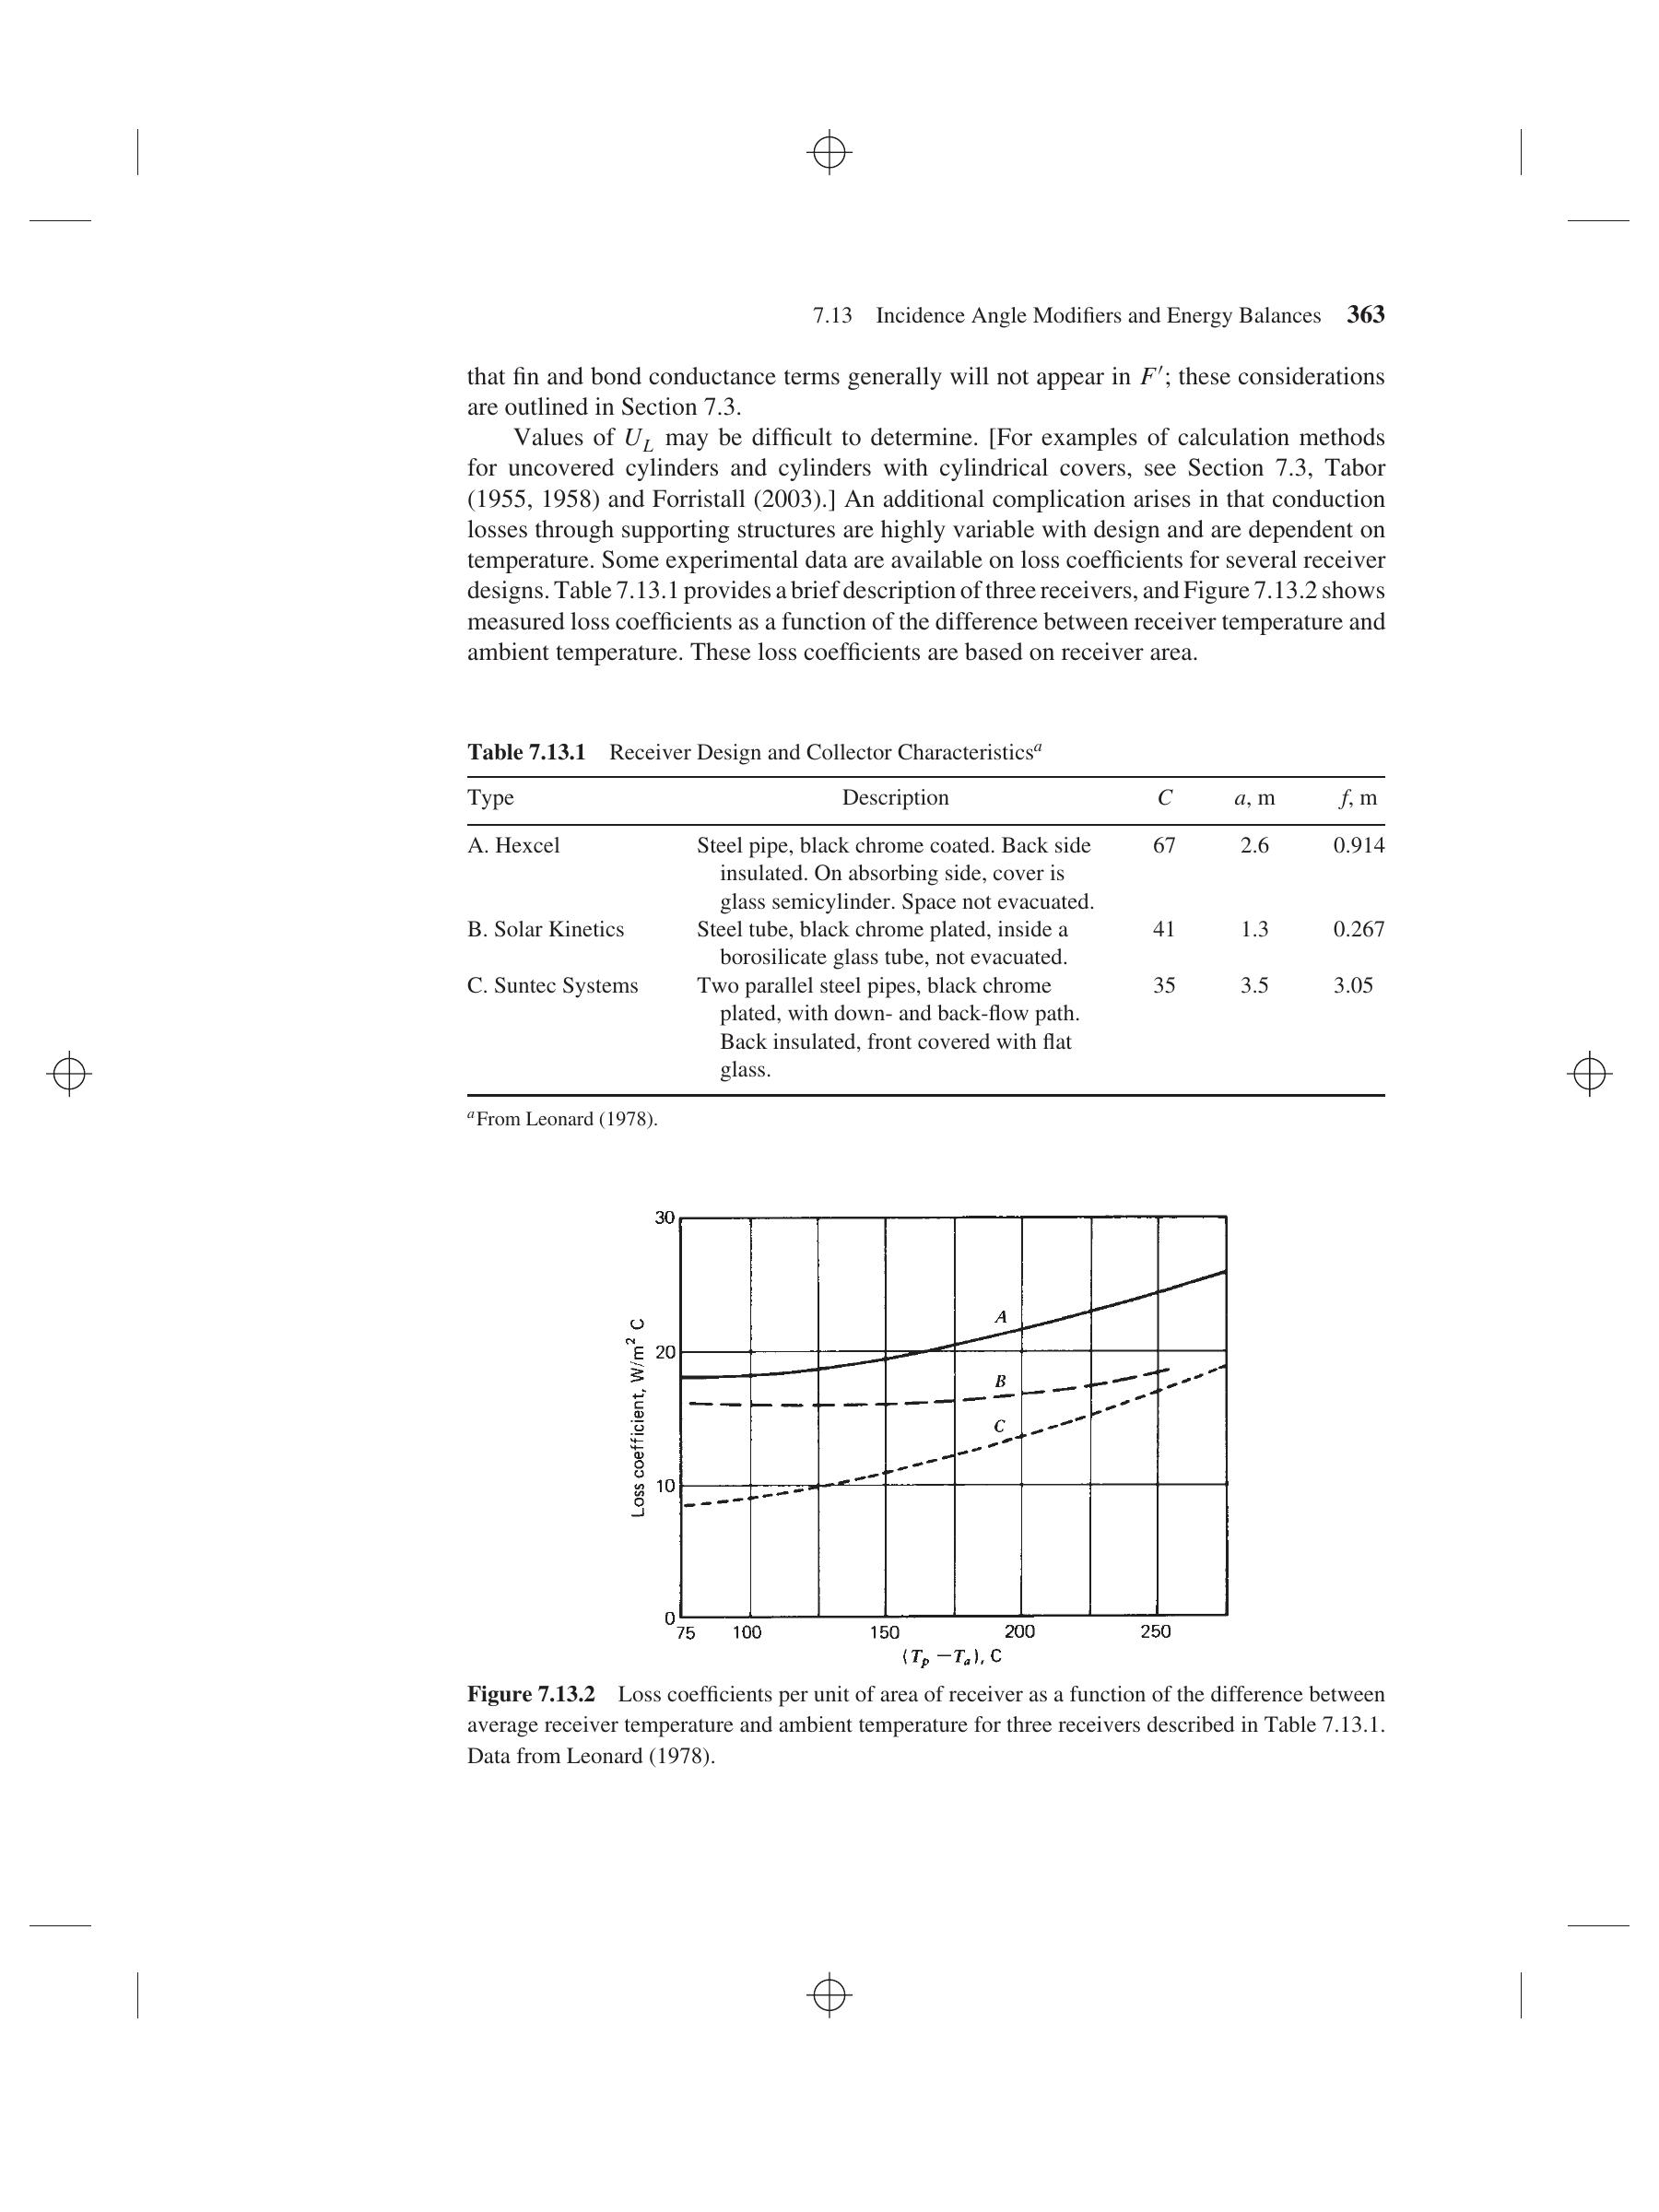 7.13 Incidence Angle Modifiers and Energy Balances 363
that fin and bond conductance terms generally will not appear in F′; these considerations
are outlined in Section 7.3.
Values of U_L may be difficult to determine. [For examples of calculation methods
for uncovered cylinders and cylinders with cylindrical covers, see Section 7.3, Tabor
(1955, 1958) and Forristall (2003).] An additional complication arises in that conduction
losses through supporting structures are highly variable with design and are dependent on
temperature. Some experimental data are available on loss coefficients for several receiver
designs. Table 7.13.1 provides a brief description of three receivers, and Figure 7.13.2 shows
measured loss coefficients as a function of the difference between receiver temperature and
ambient temperature. These loss coefficients are based on receiver area.
Table 7.13.1 Receiver Design and Collector Characteristics^a
Type Description C a, m f, m
A. Hexcel Steel pipe, black chrome coated. Back side 67 2.6 0.914
insulated. On absorbing side, cover is
glass semicylinder. Space not evacuated.
B. Solar Kinetics Steel tube, black chrome plated, inside a 41 1.3 0.267
borosilicate glass tube, not evacuated.
C. Suntec Systems Two parallel steel pipes, black chrome 35 3.5 3.05
plated, with down- and back-flow path.
Back insulated, front covered with flat
glass.
^a From Leonard (1978).
30
A
Loss coefficient, W/m² C
20
B
C
10
0
75 100 150 200 250
(T_p − T_a), C
Figure 7.13.2 Loss coefficients per unit of area of receiver as a function of the difference between
average receiver temperature and ambient temperature for three receivers described in Table 7.13.1.
Data from Leonard (1978).